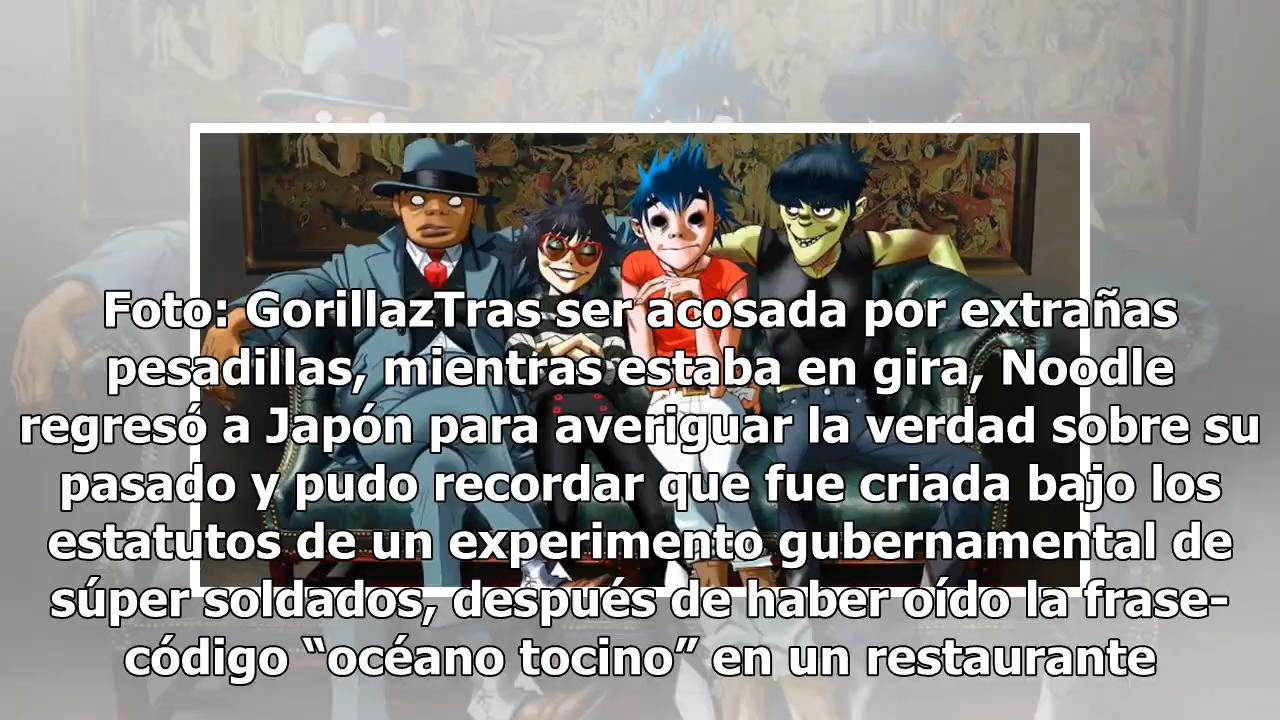 Foto: GorillazTras ser acosada por extrañas
pesadillas, mientras estaba en gira, Noodle
regresó a Japón para averiguar la verdad sobre su
pasado y pudo recordar que fue criada bajo los
estatutos de un experimento gubernamental de
súper soldados, después de haber oído la frase-
código “océano tocino” en un restaurante